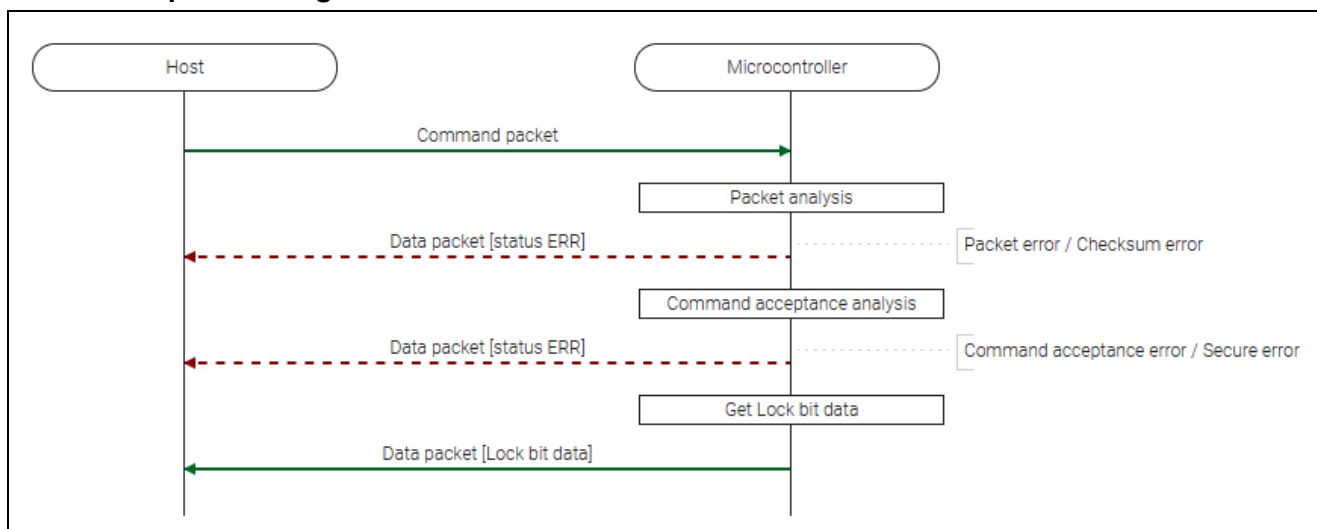 Host
Microcontroller
Command packet
Packet analysis
Data packet [status ERR]
Packet error / Checksum error
Command acceptance analysis
Data packet [status ERR]
Command acceptance error / Secure error
Get Lock bit data
Data packet [Lock bit data]